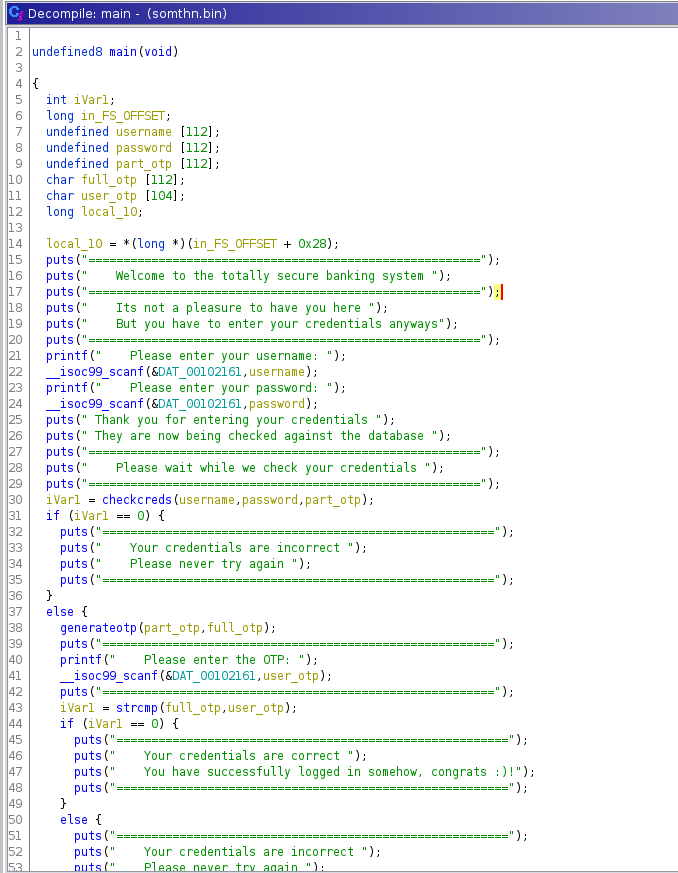 Decompile: main - (somthn.bin)
1
2 undefined8 main(void)
3
4 {
5 int iVar1;
6 long in_FS_OFFSET;
7 undefined username [112];
8 undefined password [112];
9 undefined part_otp [112];
10 char full_otp [112];
11 char user_otp [104];
12 long local_10;
13
14 local_10 = *(long *)(in_FS_OFFSET + 0x28);
15 puts("========================================================");
16 puts("    Welcome to the totally secure banking system ");
17 puts("========================================================");
18 puts("    Its not a pleasure to have you here ");
19 puts("    But you have to enter your credentials anyways");
20 puts("========================================================");
21 printf("    Please enter your username: ");
22 __isoc99_scanf(&DAT_00102161,username);
23 printf("    Please enter your password: ");
24 __isoc99_scanf(&DAT_00102161,password);
25 puts(" Thank you for entering your credentials ");
26 puts(" They are now being checked against the database ");
27 puts("========================================================");
28 puts("    Please wait while we check your credentials ");
29 puts("========================================================");
30 iVar1 = checkcreds(username,password,part_otp);
31 if (iVar1 == 0) {
32 puts("========================================================");
33 puts("    Your credentials are incorrect ");
34 puts("    Please never try again ");
35 puts("========================================================");
36 }
37 else {
38 generateotp(part_otp,full_otp);
39 puts("========================================================");
40 printf("    Please enter the OTP: ");
41 __isoc99_scanf(&DAT_00102161,user_otp);
42 puts("========================================================");
43 iVar1 = strcmp(full_otp,user_otp);
44 if (iVar1 == 0) {
45 puts("========================================================");
46 puts("    Your credentials are correct ");
47 puts("    You have successfully logged in somehow, congrats :)!");
48 puts("========================================================");
49 }
50 else {
51 puts("========================================================");
52 puts("    Your credentials are incorrect ");
53 puts("    Please never try again ");